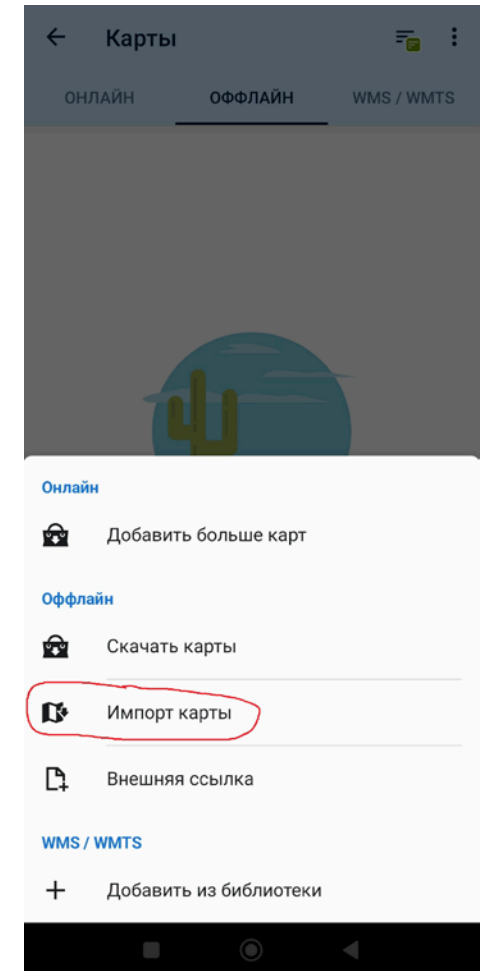 Карты
ОНЛАЙН ОФФЛАЙН WMS / WMTS
Онлайн
Добавить больше карт
Оффлайн
Скачать карты
Импорт карты
Внешняя ссылка
WMS / WMTS
Добавить из библиотеки